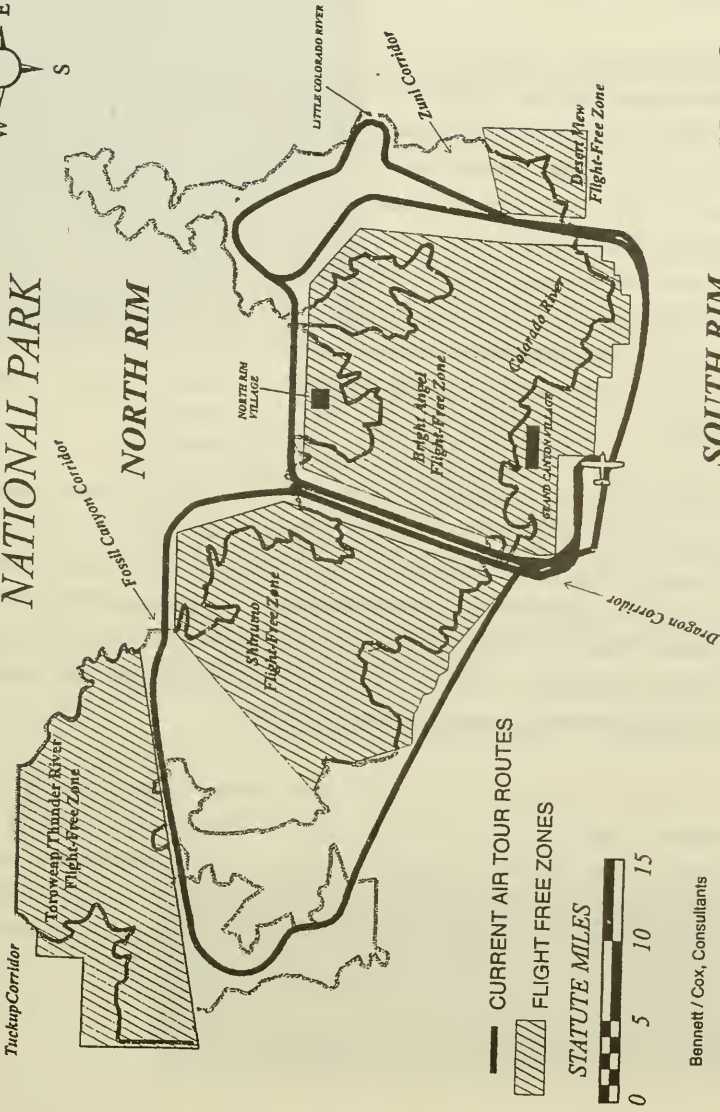 W
E
S
NATIONAL PARK
NORTH RIM
LITTLE COLORADO RIVER
Zuni Corridor
Fossil Canyon Corridor
NORTH RIM
VILLAGE
Desert View
Flight-Free Zone
Tuckup Corridor
Toroweap Thunder River
Flight-Free Zone
Shinumo
Flight-Free Zone
Bright Angel
Flight-Free Zone
Colorado River
GRAND CANYON VILLAGE
Dragon Corridor
SOUTH RIM
CURRENT AIR TOUR ROUTES
FLIGHT FREE ZONES
STATUTE MILES
0 5 10 15
Bennett / Cox, Consultants